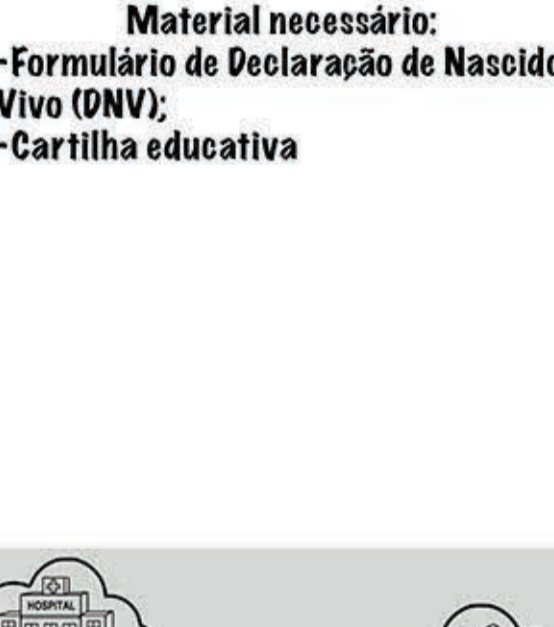 Material necessário:
-Formulário de Declaração de Nascido
Vivo (DNV);
-Cartilha educativa
HOSPITAL